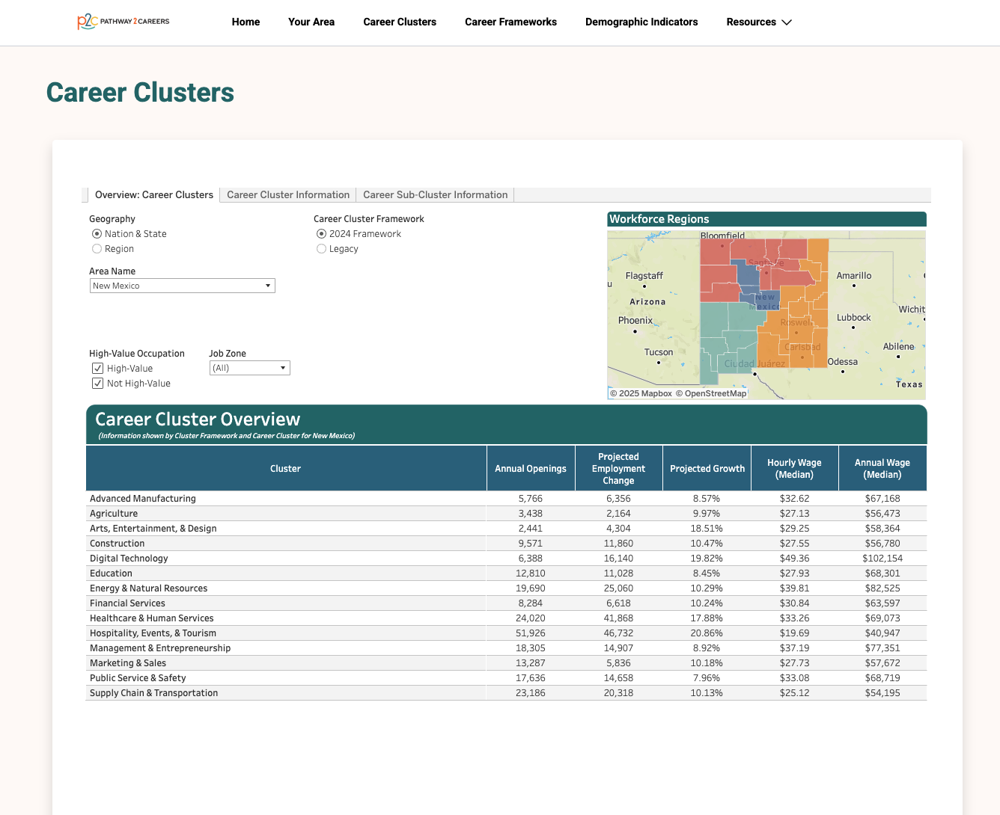 p2c PATHWAY2CAREERS
Home Your Area Career Clusters Career Frameworks Demographic Indicators Resources
Career Clusters
Overview: Career Clusters Career Cluster Information Career Sub-Cluster Information
Geography
Nation & State
Region
Career Cluster Framework
2024 Framework
Legacy
Area Name
New Mexico
High-Value Occupation
High-Value
Not High-Value
Job Zone
(All)
Workforce Regions
Bloomfield
Santa Fe
Flagstaff
Amarillo
Arizona
New
Mexico
Phoenix
Roswell
Lubbock
Wichit
Tucson
Carlsbad
Abilene
Ciudad Juárez
Odessa
Texas
© 2025 Mapbox © OpenStreetMap
Career Cluster Overview
(Information shown by Cluster Framework and Career Cluster for New Mexico)
Cluster Annual Openings Projected Employment Change Projected Growth Hourly Wage (Median) Annual Wage (Median)
Advanced Manufacturing 5,766 6,356 8.57% $32.62 $67,168
Agriculture 3,438 2,164 9.97% $27.13 $56,473
Arts, Entertainment, & Design 2,441 4,304 18.51% $29.25 $58,364
Construction 9,571 11,860 10.47% $27.55 $56,780
Digital Technology 6,388 16,140 19.82% $49.36 $102,154
Education 12,810 11,028 8.45% $27.93 $68,301
Energy & Natural Resources 19,690 25,060 10.29% $39.81 $82,525
Financial Services 8,284 6,618 10.24% $30.84 $63,597
Healthcare & Human Services 24,020 41,868 17.88% $33.26 $69,073
Hospitality, Events, & Tourism 51,926 46,732 20.86% $19.69 $40,947
Management & Entrepreneurship 18,305 14,907 8.92% $37.19 $77,351
Marketing & Sales 13,287 5,836 10.18% $27.73 $57,672
Public Service & Safety 17,636 14,658 7.96% $33.08 $68,719
Supply Chain & Transportation 23,186 20,318 10.13% $25.12 $54,195